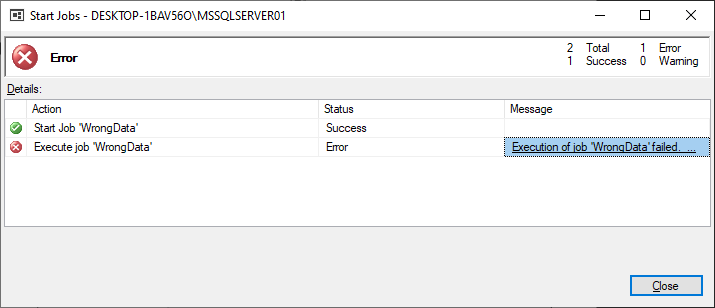 Start Jobs - DESKTOP-1BAV56O\MSSQLSERVER01
Error
2 Total 1 Error
1 Success 0 Warning
Details:
Action Status Message
Start Job 'WrongData' Success
Execute job 'WrongData' Error Execution of job 'WrongData' failed. ...
Close